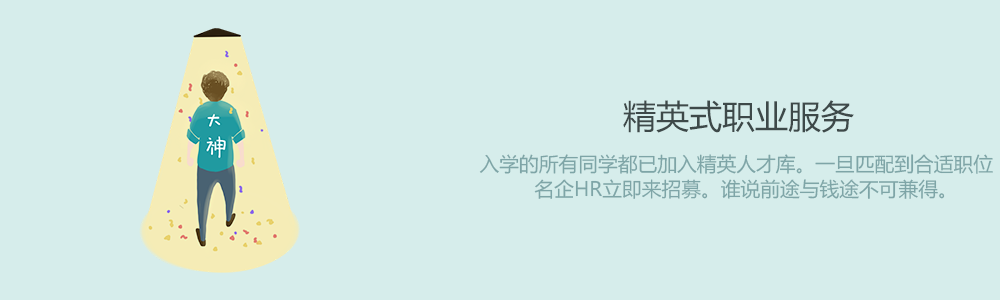 大
神
精英式职业服务
入学的所有同学都已加入精英人才库。一旦匹配到合适职位
名企HR立即来招募。谁说前途与钱途不可兼得。